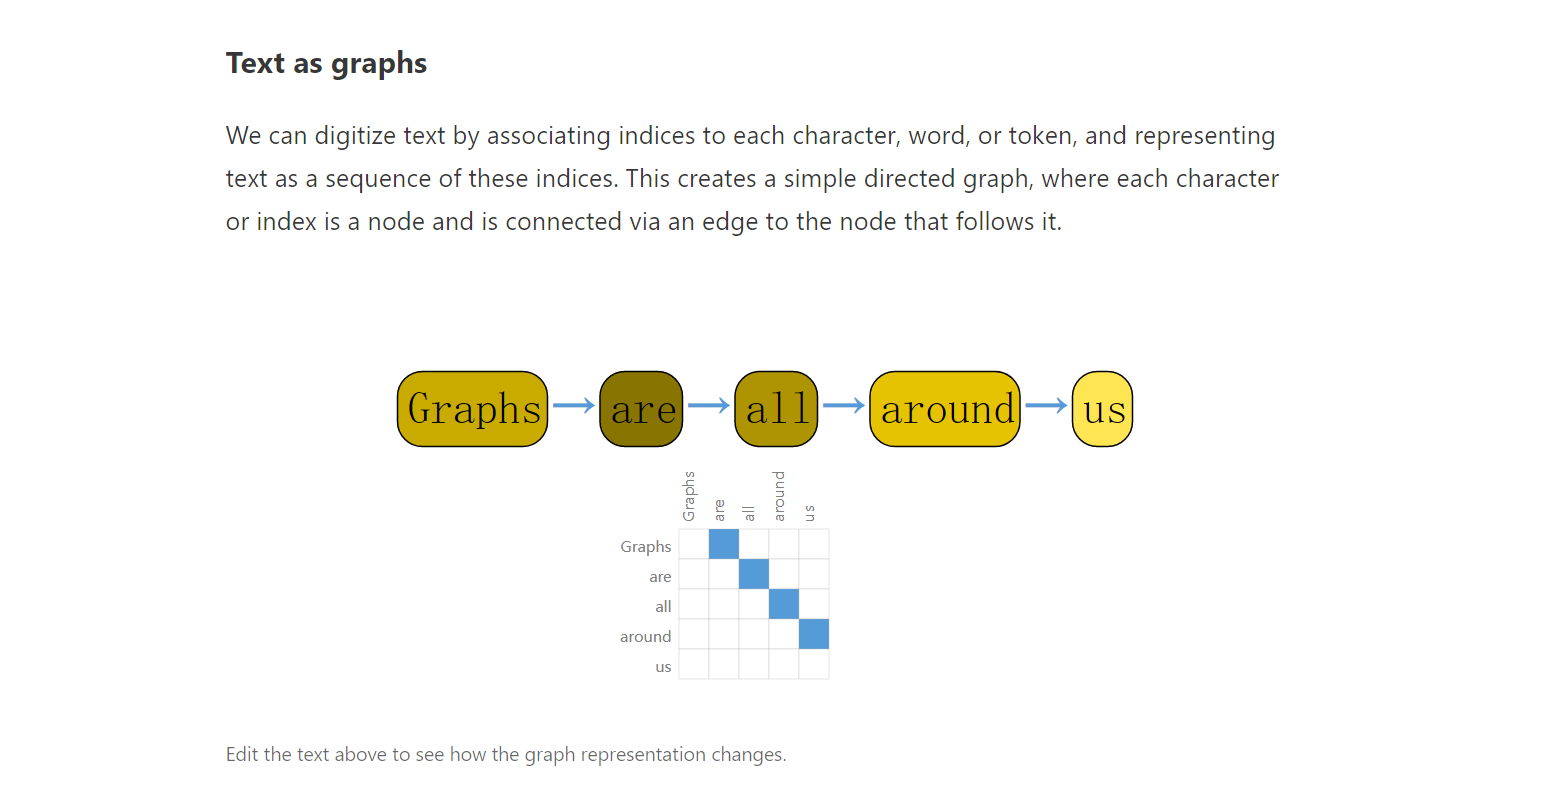 Text as graphs
We can digitize text by associating indices to each character, word, or token, and representing
text as a sequence of these indices. This creates a simple directed graph, where each character
or index is a node and is connected via an edge to the node that follows it.
Graphs are all around us
Graphs are all around us
Graphs
are
all
around
us
Edit the text above to see how the graph representation changes.